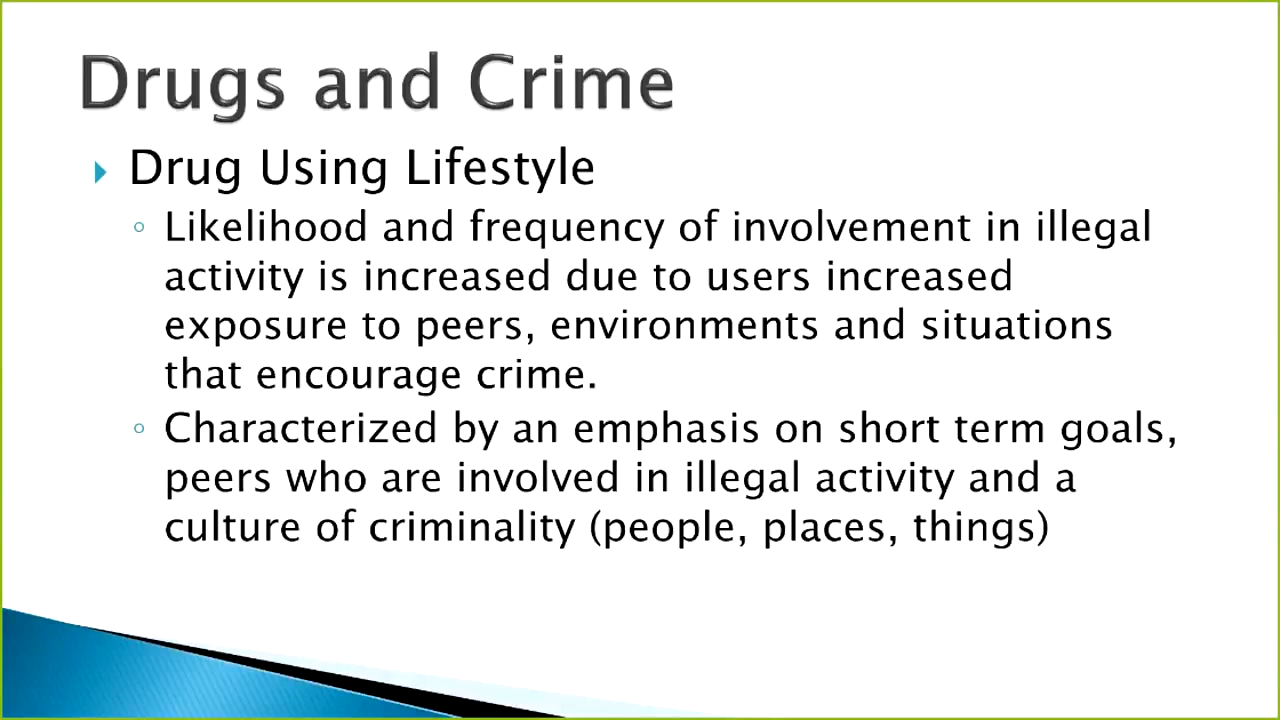 Drugs and Crime
Drug Using Lifestyle
Likelihood and frequency of involvement in illegal
activity is increased due to users increased
exposure to peers, environments and situations
that encourage crime.
Characterized by an emphasis on short term goals,
peers who are involved in illegal activity and a
culture of criminality (people, places, things)